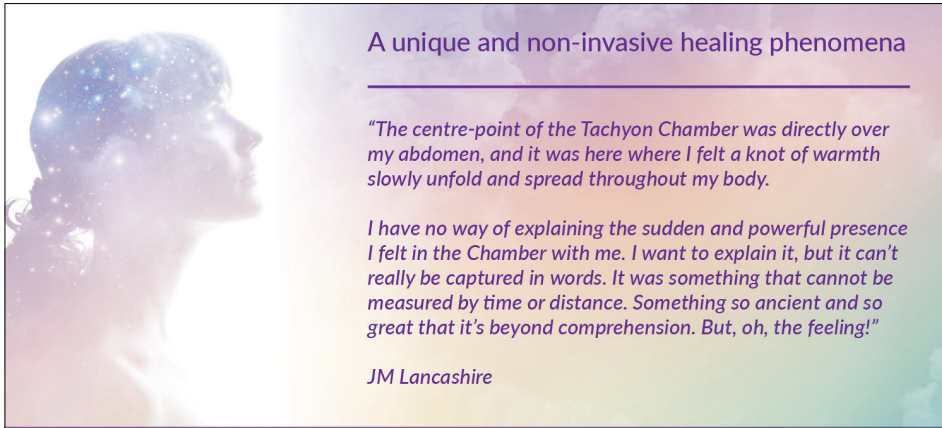 A unique and non-invasive healing phenomena
“The centre-point of the Tachyon Chamber was directly over
my abdomen, and it was here where I felt a knot of warmth
slowly unfold and spread throughout my body.
I have no way of explaining the sudden and powerful presence
I felt in the Chamber with me. I want to explain it, but it can’t
really be captured in words. It was something that cannot be
measured by time or distance. Something so ancient and so
great that it’s beyond comprehension. But, oh, the feeling!”
JM Lancashire